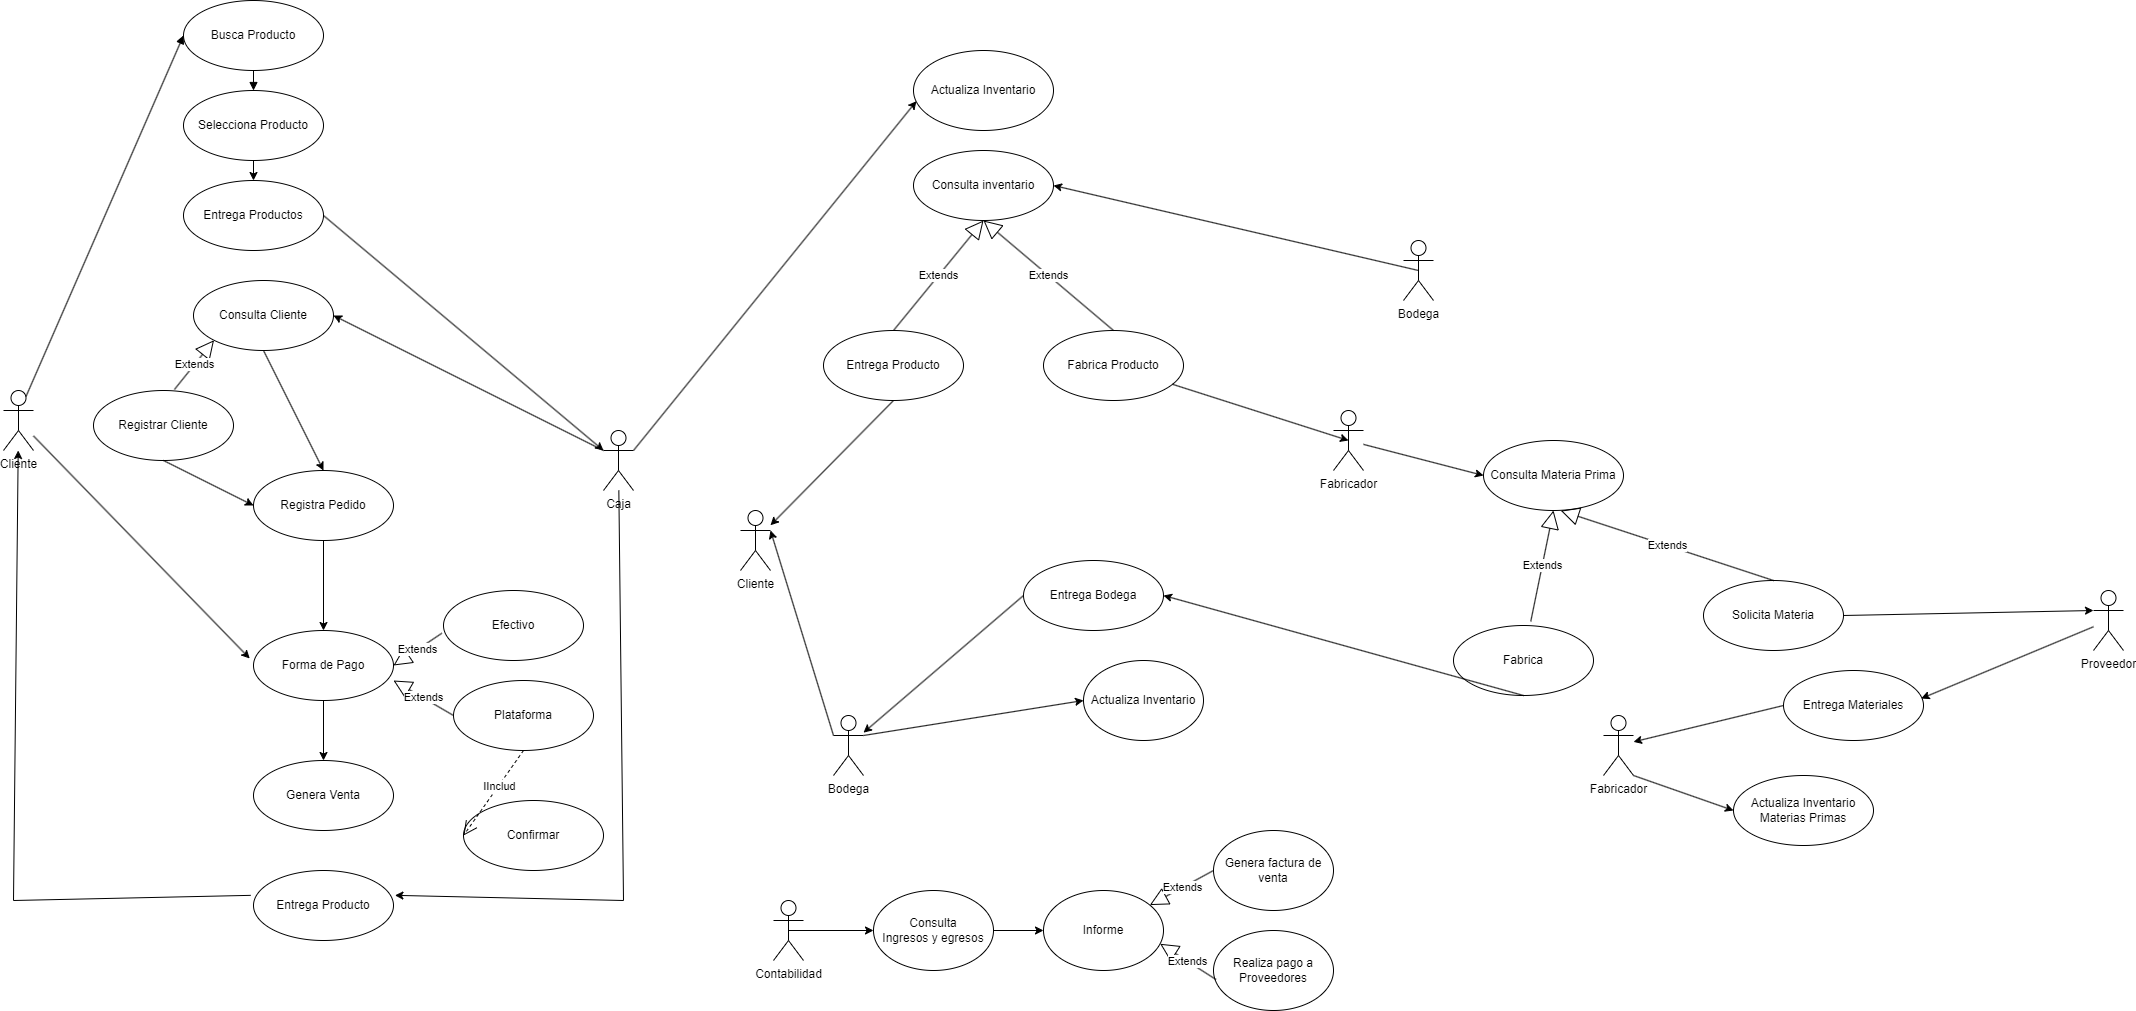 Busca Producto
Selecciona Producto
Entrega Productos
Consulta Cliente
Extends
Registrar Cliente
Cliente
Registra Pedido
Caja
Efectivo
Extends
Forma de Pago
Extends
Plataforma
IInclud
Genera Venta
Confirmar
Entrega Producto
Actualiza Inventario
Consulta inventario
Extends
Extends
Bodega
Entrega Producto
Fabrica Producto
Fabricador
Consulta Materia Prima
Extends
Extends
Cliente
Entrega Bodega
Solicita Materia
Fabrica
Proveedor
Actualiza Inventario
Entrega Materiales
Bodega
Fabricador
Actualiza Inventario
Materias Primas
Genera factura de
venta
Extends
Consulta
Ingresos y egresos
Informe
Extends
Realiza pago a
Proveedores
Contabilidad